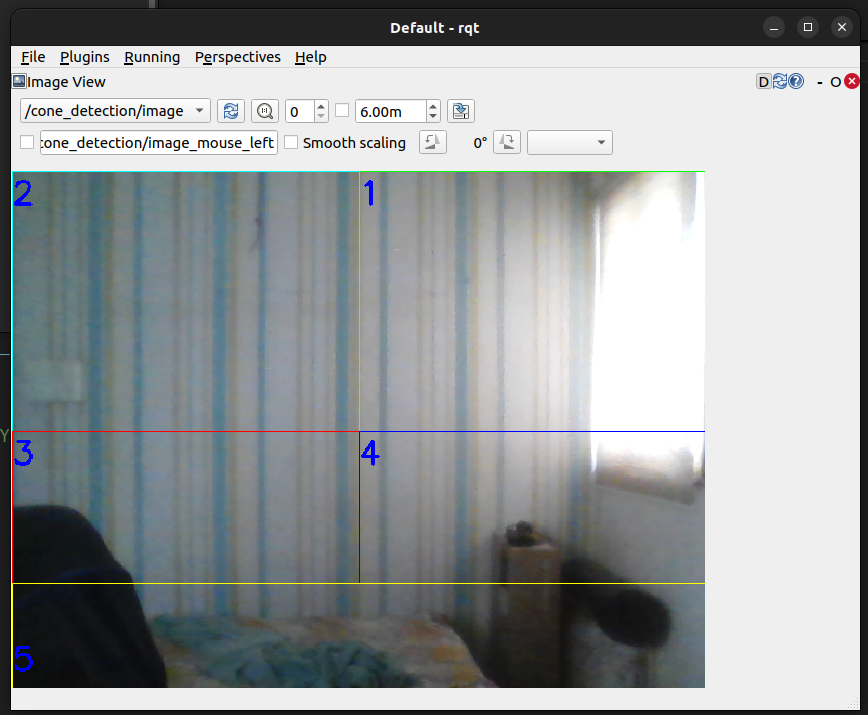 Default - rqt
File Plugins Running Perspectives Help
Image View D - O
/cone_detection/image 0 6.00m
cone_detection/image_mouse_left Smooth scaling 0°
2 1
3 4
5